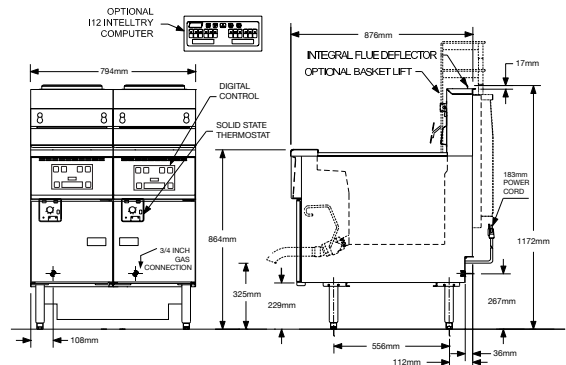 OPTIONAL
I12 INTELLTRY
COMPUTER
794mm
DIGITAL
CONTROL
SOLID STATE
THERMOSTAT
3/4 INCH
GAS
CONNECTION
108mm
876mm
INTEGRAL FLUE DEFLECTOR
OPTIONAL BASKET LIFT
17mm
183mm
POWER
CORD
864mm
1172mm
325mm
229mm
267mm
556mm
36mm
112mm